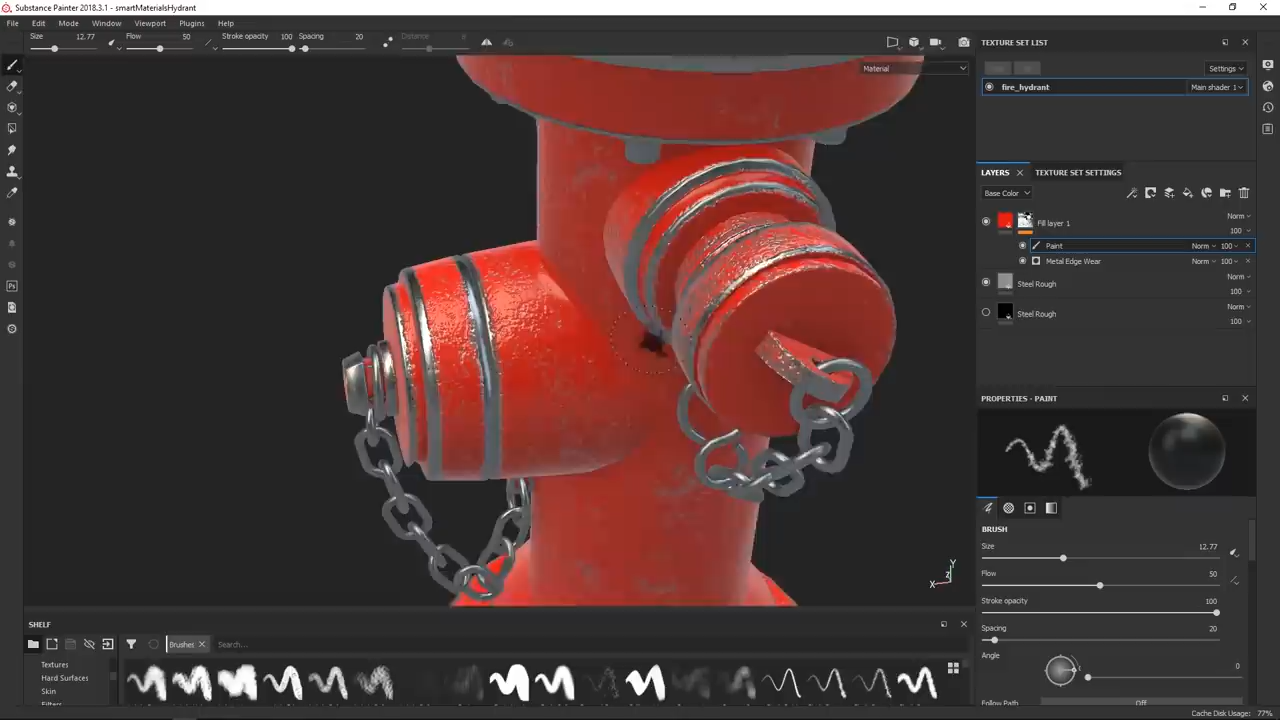 Substance Painter 2018.3.1 - smartMaterialsHydrant
File Edit Mode Window Viewport Plugins Help
Size 12.77 Flow 50 Stroke opacity 100 Spacing 20 Distance
Material
TEXTURE SET LIST
Settings
fire_hydrant Main shader 1
LAYERS TEXTURE SET SETTINGS
Base Color
Fill layer 1 Norm 100
Paint Norm 100
Metal Edge Wear Norm 100
Steel Rough Norm 100
Steel Rough Norm 100
PROPERTIES - PAINT
BRUSH
Size 12.77
Flow 50
Stroke opacity 100
Spacing 20
Angle 0
Follow Path Off
Y
Z
X
SHELF
Brushes Search...
Textures
Hard Surfaces
Skin
Filters
Ps
Cache Disk Usage: 77%